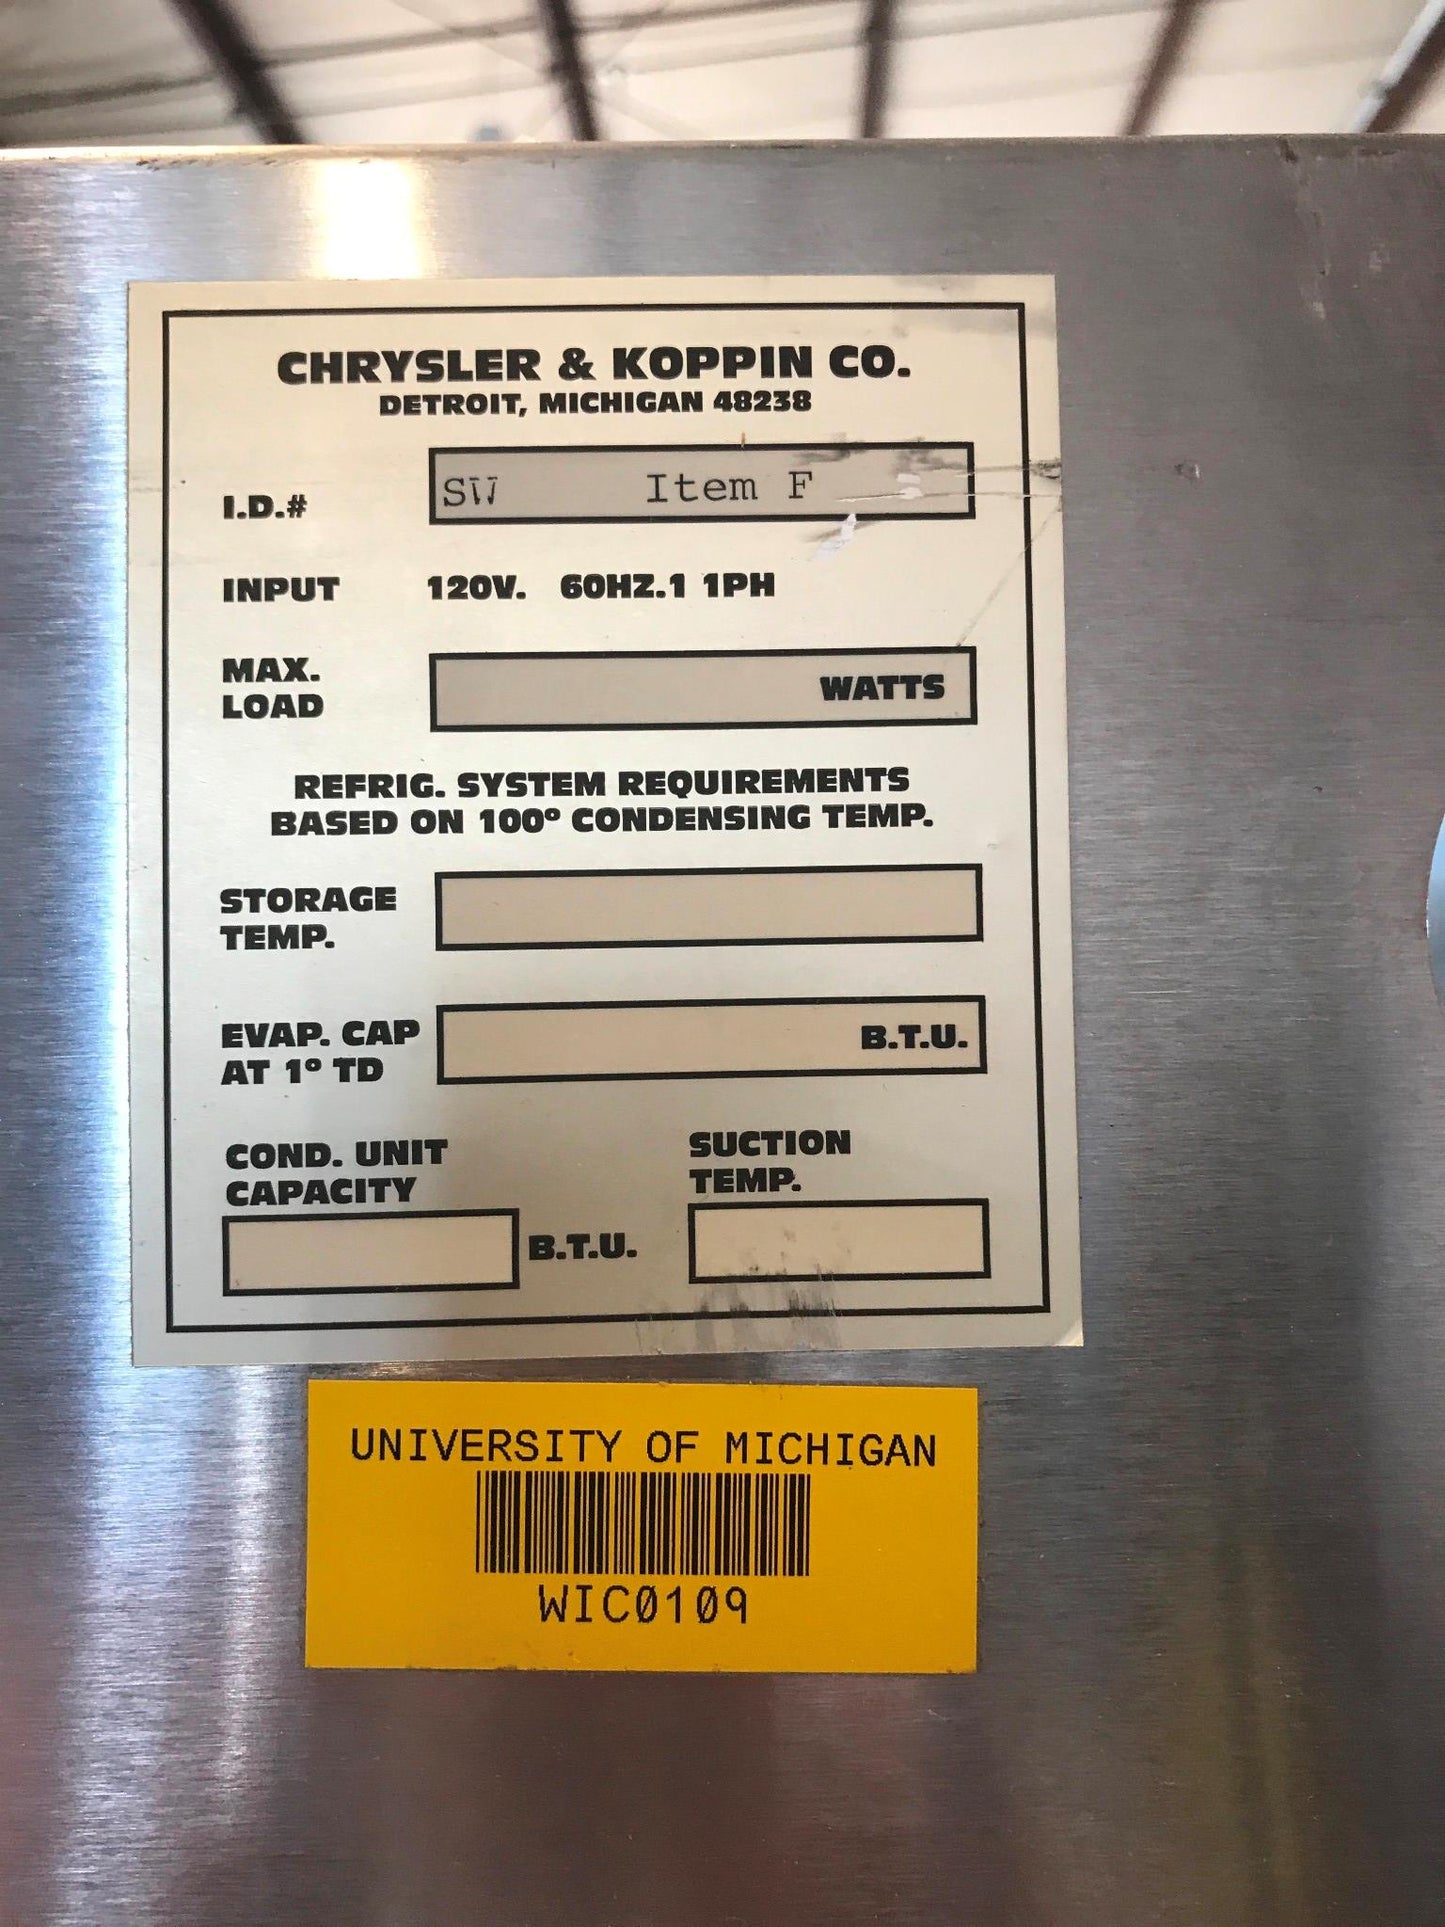 CHRYSLER & KOPPIN CO.
DETROIT, MICHIGAN 48238
I.D.# SW Item F
INPUT 120V. 60HZ.1 1PH
MAX.
LOAD
WATTS
REFRIG. SYSTEM REQUIREMENTS
BASED ON 100° CONDENSING TEMP.
STORAGE
TEMP.
EVAP. CAP
AT 1° TD
B.T.U.
COND. UNIT
CAPACITY
B.T.U.
SUCTION
TEMP.
UNIVERSITY OF MICHIGAN
WIC0109